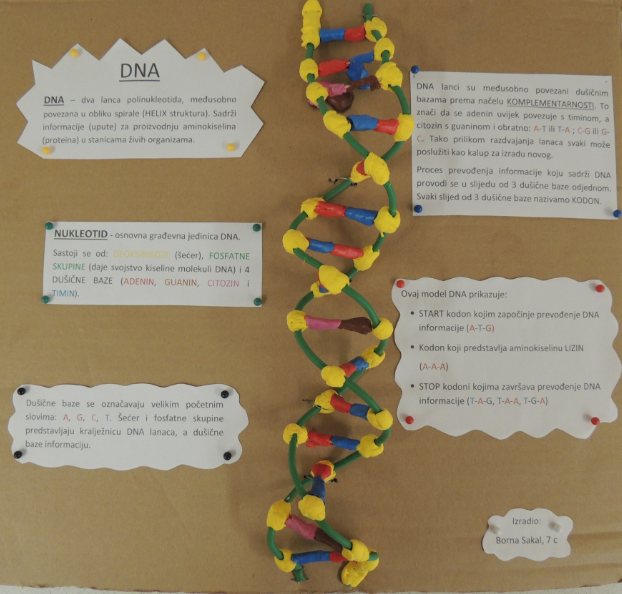 DNA
DNA – dva lanca polinukleotida, međusobno
povezana u obliku spirale (HELIX struktura). Sadrži
informacije (upute) za proizvodnju aminokiselina
(proteina) u stanicama živih organizama.
NUKLEOTID - osnovna građevna jedinica DNA.
Sastoji se od: (šećer), FOSFATNE
SKUPINE (daje svojstvo kiseline molekuli DNA) i 4
DUŠIČNE BAZE (ADENIN, GUANIN, CITOZIN i
TIMIN).
Dušične baze se označavaju velikim početnim
slovima: A, G, C, T. Šećer i fosfatne skupine
predstavljaju kralježnicu DNA lanaca, a dušične
baze informaciju.
DNA lanci su međusobno povezani dušičnim
bazama prema načelu KOMPLEMENTARNOSTI. To
znači da se adenin uvijek povezuje s timinom, a
citozin s guaninom i obratno: A-T ili T-A ; C-G ili G-
C. Tako prilikom razdvajanja lanaca svaki može
poslužiti kao kalup za izradu novog.
Proces prevođenja informacije koju sadrži DNA
provodi se u slijedu od 3 dušične baze odjednom.
Svaki slijed od 3 dušične baze nazivamo KODON.
Ovaj model DNA prikazuje:
• START kodon kojim započinje prevođenje DNA
informacije (A-T-G)
• Kodon koji predstavlja aminokiselinu LIZIN
(A-A-A)
• STOP kodoni kojima završava prevođenje DNA
informacije (T-A-G, T-A-A, T-G-A)
Izradio:
Borna Sakal, 7 c